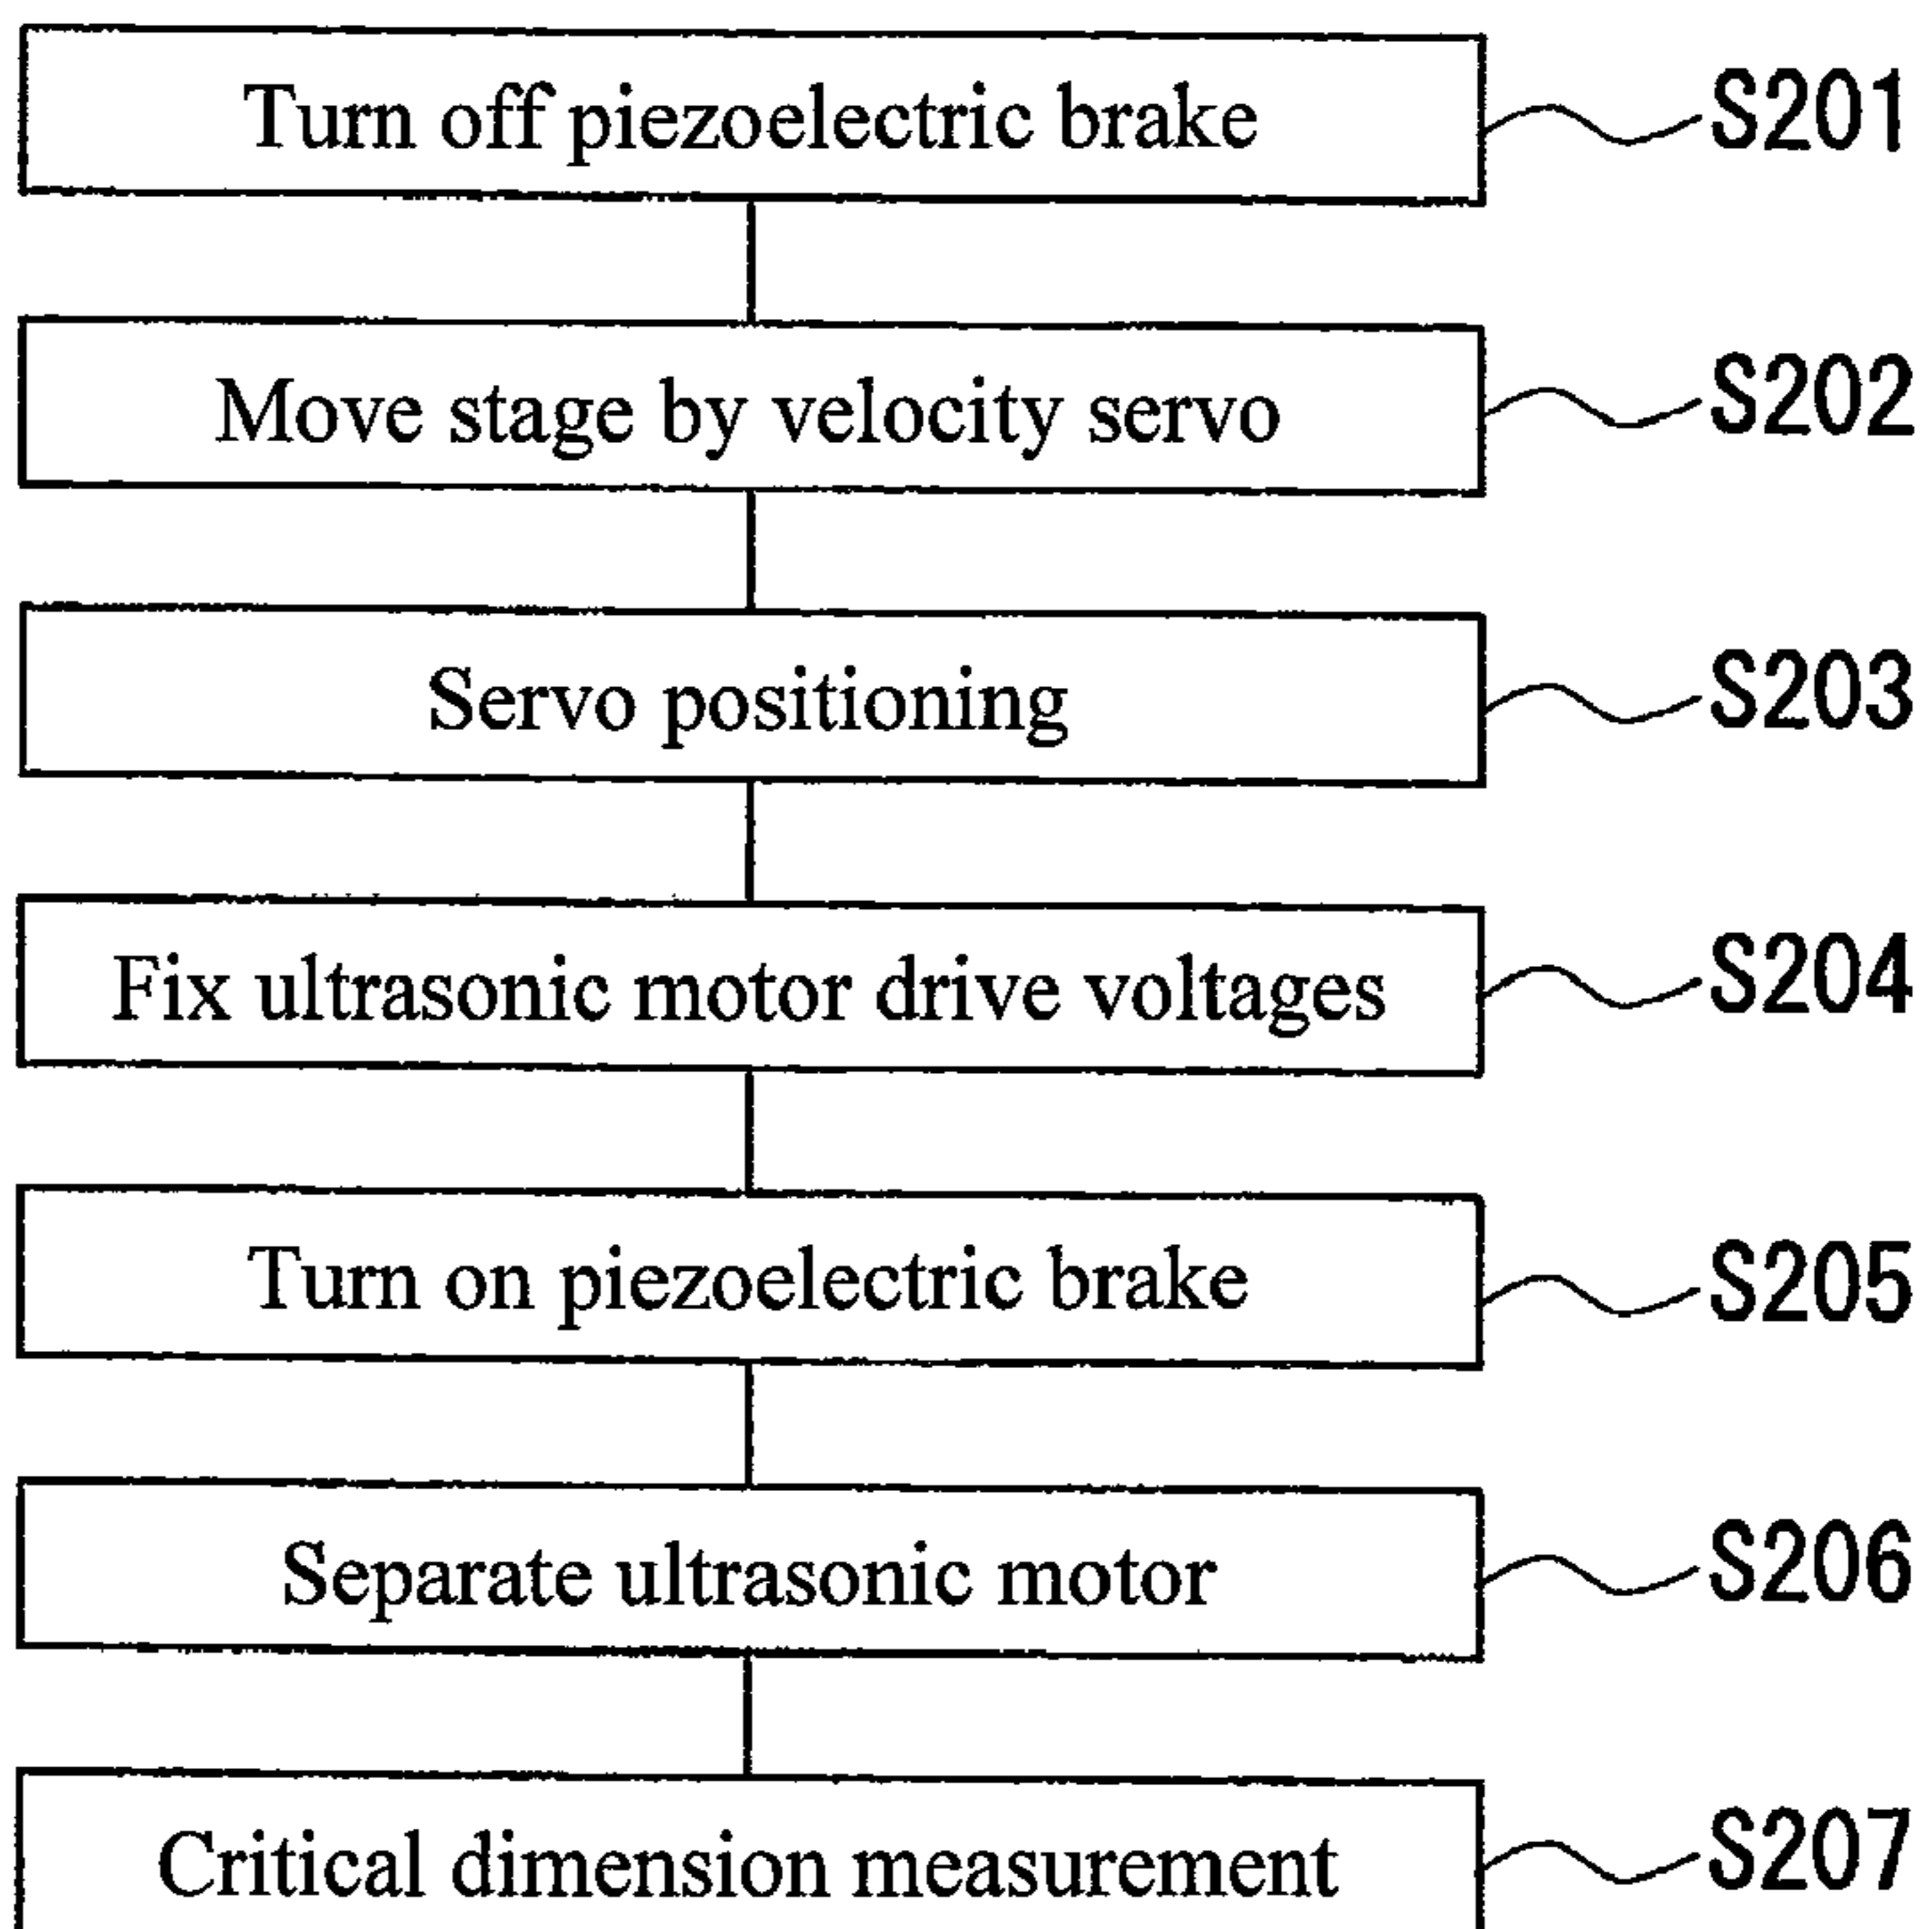 Turn off piezoelectric brake S201
Move stage by velocity servo S202
Servo positioning S203
Fix ultrasonic motor drive voltages S204
Turn on piezoelectric brake S205
Separate ultrasonic motor S206
Critical dimension measurement S207